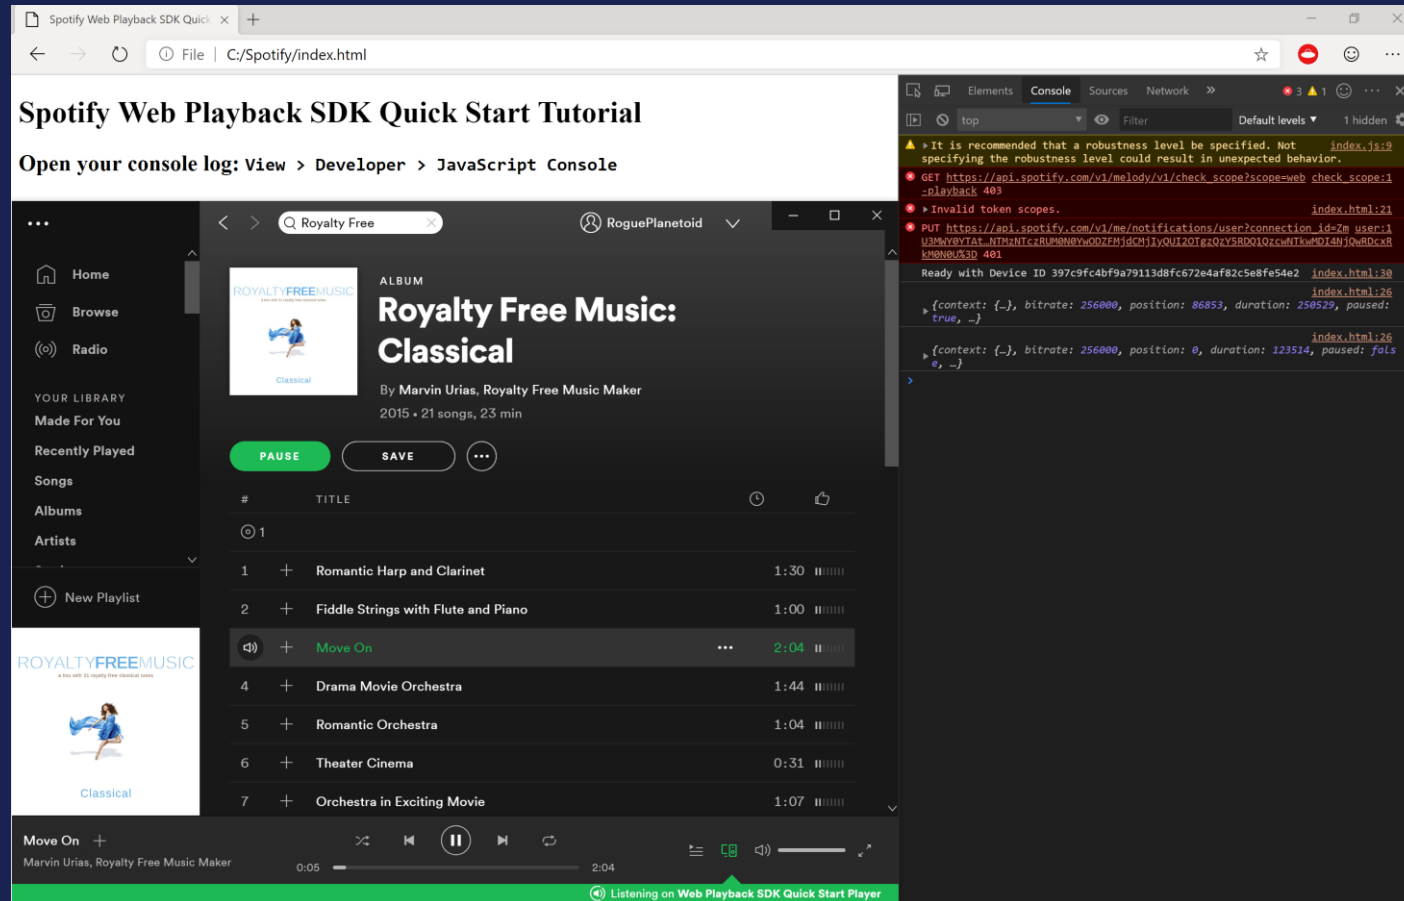 Spotify Web Playback SDK Quick
File
C:/Spotify/index.html
Spotify Web Playback SDK Quick Start Tutorial
Open your console log: View > Developer > JavaScript Console
Royalty Free
RoguePlanetoid
Home
Browse
Radio
YOUR LIBRARY
Made For You
Recently Played
Songs
Albums
Artists
New Playlist
ROYALTYFREEMUSIC
Classical
ALBUM
Royalty Free Music:
Classical
By Marvin Urias, Royalty Free Music Maker
2015 • 21 songs, 23 min
PAUSE SAVE
# TITLE
1
1 Romantic Harp and Clarinet 1:30
2 Fiddle Strings with Flute and Piano 1:00
Move On 2:04
4 Drama Movie Orchestra 1:44
5 Romantic Orchestra 1:04
6 Theater Cinema 0:31
7 Orchestra in Exciting Movie 1:07
ROYALTYFREEMUSIC
a box with 21 royalty free classical tunes
Classical
Move On
Marvin Urias, Royalty Free Music Maker
0:05 2:04
Listening on Web Playback SDK Quick Start Player
Elements Console Sources Network 3 1
top Filter Default levels 1 hidden
It is recommended that a robustness level be specified. Not index.js:9
specifying the robustness level could result in unexpected behavior.
GET https://api.spotify.com/v1/melody/v1/check_scope?scope=web check_scope:1
-playback 403
Invalid token scopes. index.html:21
PUT https://api.spotify.com/v1/me/notifications/user?connection_id=Zm user:1
401
Ready with Device ID 397c9fc4bf9a79113d8fc672e4af82c5e8fe54e2 index.html:30
index.html:26
{context: {…}, bitrate: 256000, position: 86853, duration: 250529, paused:
true, …}
index.html:26
{context: {…}, bitrate: 256000, position: 0, duration: 123514, paused: fals
e, …}